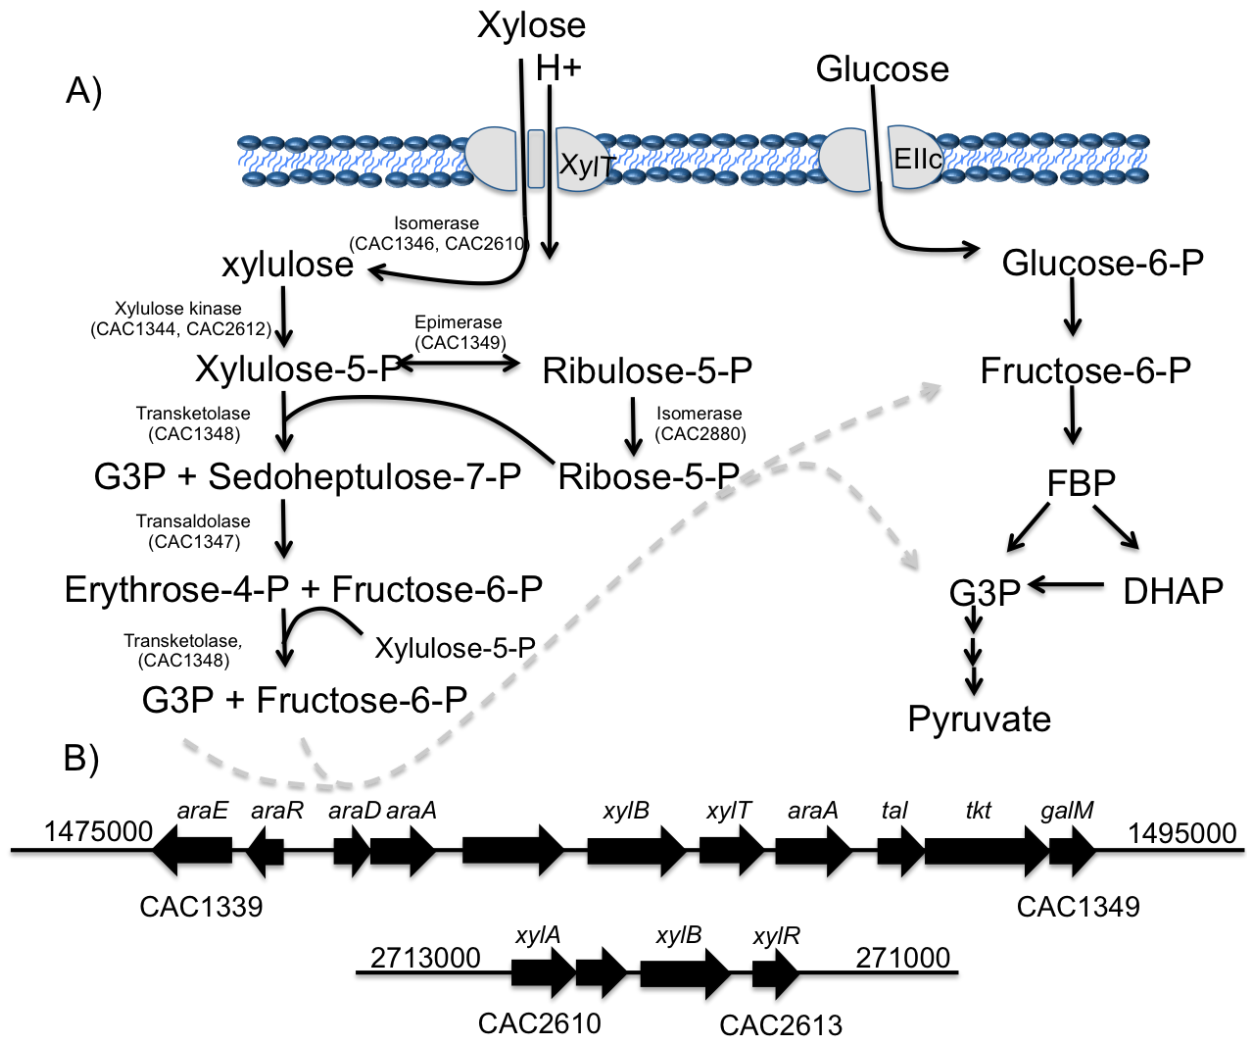 A)
Xylose
H+
Glucose
XylT
EIIc
Isomerase
(CAC1346, CAC2610)
xylulose
Glucose-6-P
Xylulose kinase
(CAC1344, CAC2612)
Epimerase
(CAC1349)
Xylulose-5-P
Ribulose-5-P
Fructose-6-P
Transketolase
(CAC1348)
Isomerase
(CAC2880)
G3P + Sedoheptulose-7-P
Ribose-5-P
FBP
Transaldolase
(CAC1347)
Erythrose-4-P + Fructose-6-P
G3P
DHAP
Transketolase,
(CAC1348)
Xylulose-5-P
G3P + Fructose-6-P
Pyruvate
B)
araE araR araD araA xylB xylT araA tal tkt galM
1475000
1495000
CAC1339
CAC1349
xylA xylB xylR
2713000
271000
CAC2610
CAC2613